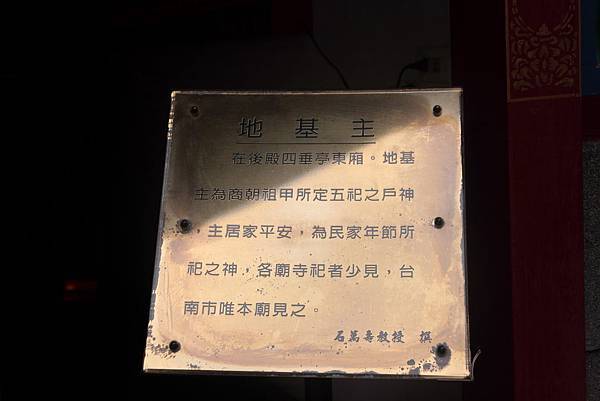 地基主
在後殿四垂亭東廂。地基
主為商朝祖甲所定五祀之戶神
，主居家平安，為民家年節所
祀之神，各廟寺祀者少見，台
南市唯本廟見之。
石萬壽教授 撰